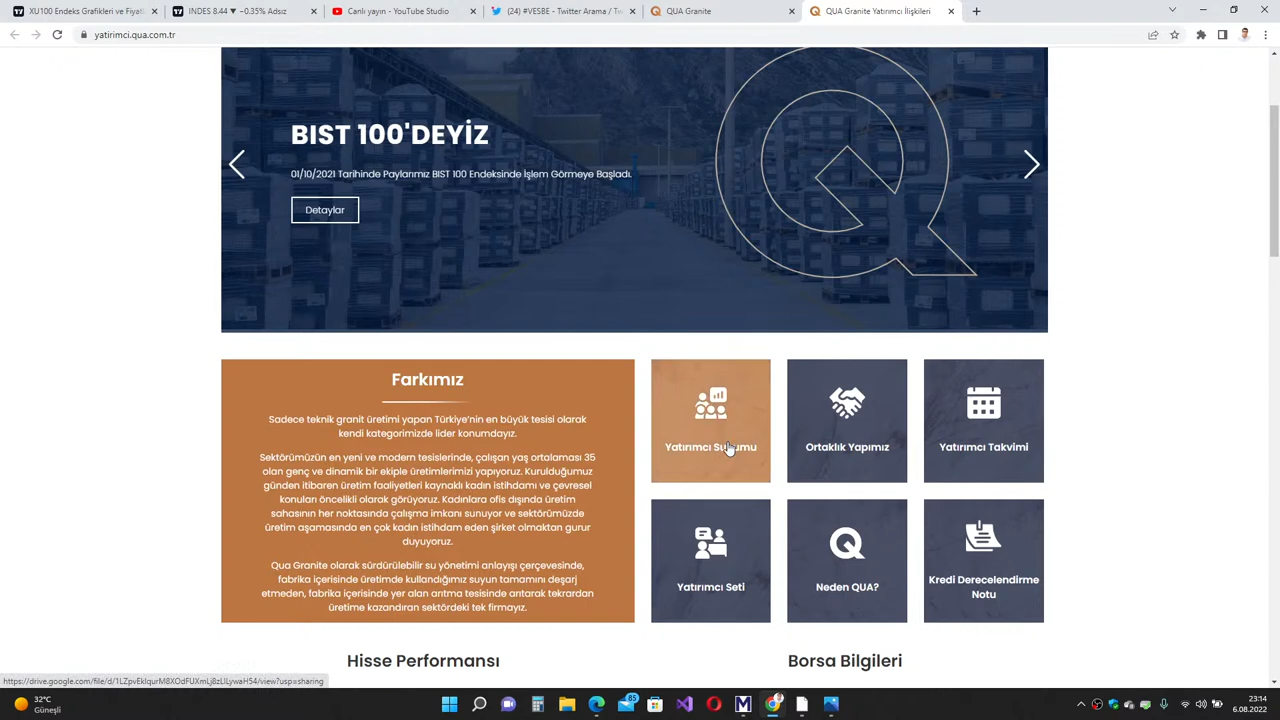 XU100 Endeks Grafikleri ve Fiyatl
INDES 8.44 ▼ −0.35% Adsız
Canlı yayın - YouTube Studio
(24) #VESBE - Twitter Arama / Tw
QUA Granite
QUA Granite Yatırımcı İlişkileri
yatirimci.qua.com.tr
BIST 100'DEYİZ
01/10/2021 Tarihinde Paylarımız BIST 100 Endeksinde İşlem Görmeye Başladı.
Detaylar
Farkımız
Sadece teknik granit üretimi yapan Türkiye'nin en büyük tesisi olarak
kendi kategorimizde lider konumdayız.
Sektörümüzün en yeni ve modern tesislerinde, çalışan yaş ortalaması 35
olan genç ve dinamik bir ekiple üretimlerimizi yapıyoruz. Kurulduğumuz
günden itibaren üretim faaliyetleri kaynaklı kadın istihdamı ve çevresel
konuları öncelikli olarak görüyoruz. Kadınlara ofis dışında üretim
sahasının her noktasında çalışma imkanı sunuyor ve sektörümüzde
üretim aşamasında en çok kadın istihdam eden şirket olmaktan gurur
duyuyoruz.
Qua Granite olarak sürdürülebilir su yönetimi anlayışı çerçevesinde,
fabrika içerisinde üretimde kullandığımız suyun tamamını deşarj
etmeden, fabrika içerisinde yer alan arıtma tesisinde arıtarak tekrardan
üretime kazandıran sektördeki tek firmayız.
Yatırımcı
Ortaklık Yapımız
Yatırımcı Takvimi
Yatırımcı Seti
Neden QUA?
Kredi Derecelendirme
Notu
Hisse Performansı
Borsa Bilgileri
32°C
Güneşli
85
23:14
6.08.2022